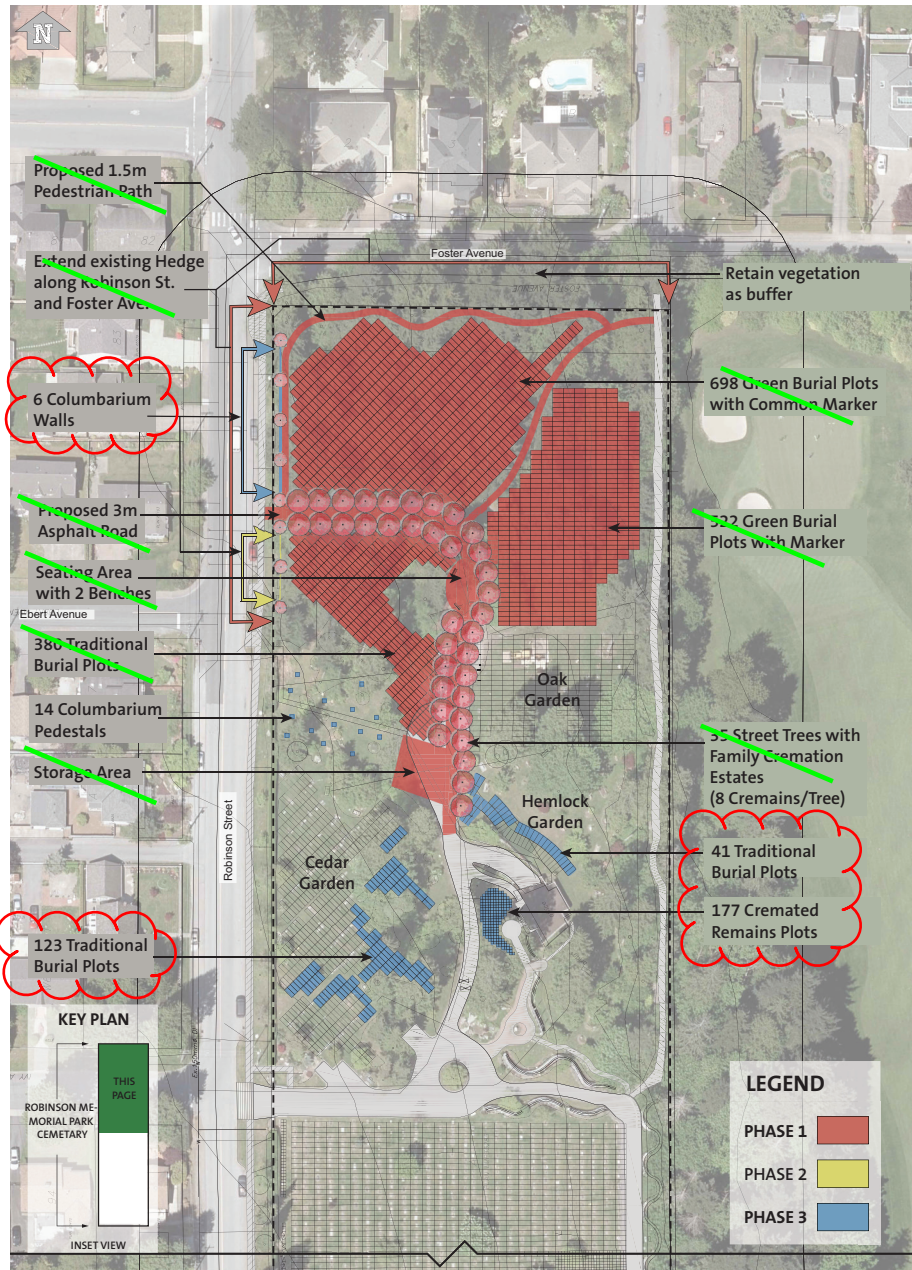 N
Proposed 1.5m
Pedestrian Path
Extend existing Hedge
along Robinson St.
and Foster Ave.
6 Columbarium
Walls
Proposed 3m
Asphalt Road
Seating Area
with 2 Benches
Ebert Avenue
380 Traditional
Burial Plots
14 Columbarium
Pedestals
Storage Area
123 Traditional
Burial Plots
Foster Avenue
FOSTER AVENUE
Retain vegetation
as buffer
698 Green Burial Plots
with Common Marker
522 Green Burial
Plots with Marker
Oak
Garden
35 Street Trees with
Family Cremation
Estates
(8 Cremains/Tree)
Hemlock
Garden
41 Traditional
Burial Plots
177 Cremated
Remains Plots
Cedar
Garden
Robinson Street
KEY PLAN
THIS
PAGE
ROBINSON ME-
MORIAL PARK
CEMETARY
INSET VIEW
LEGEND
PHASE 1
PHASE 2
PHASE 3